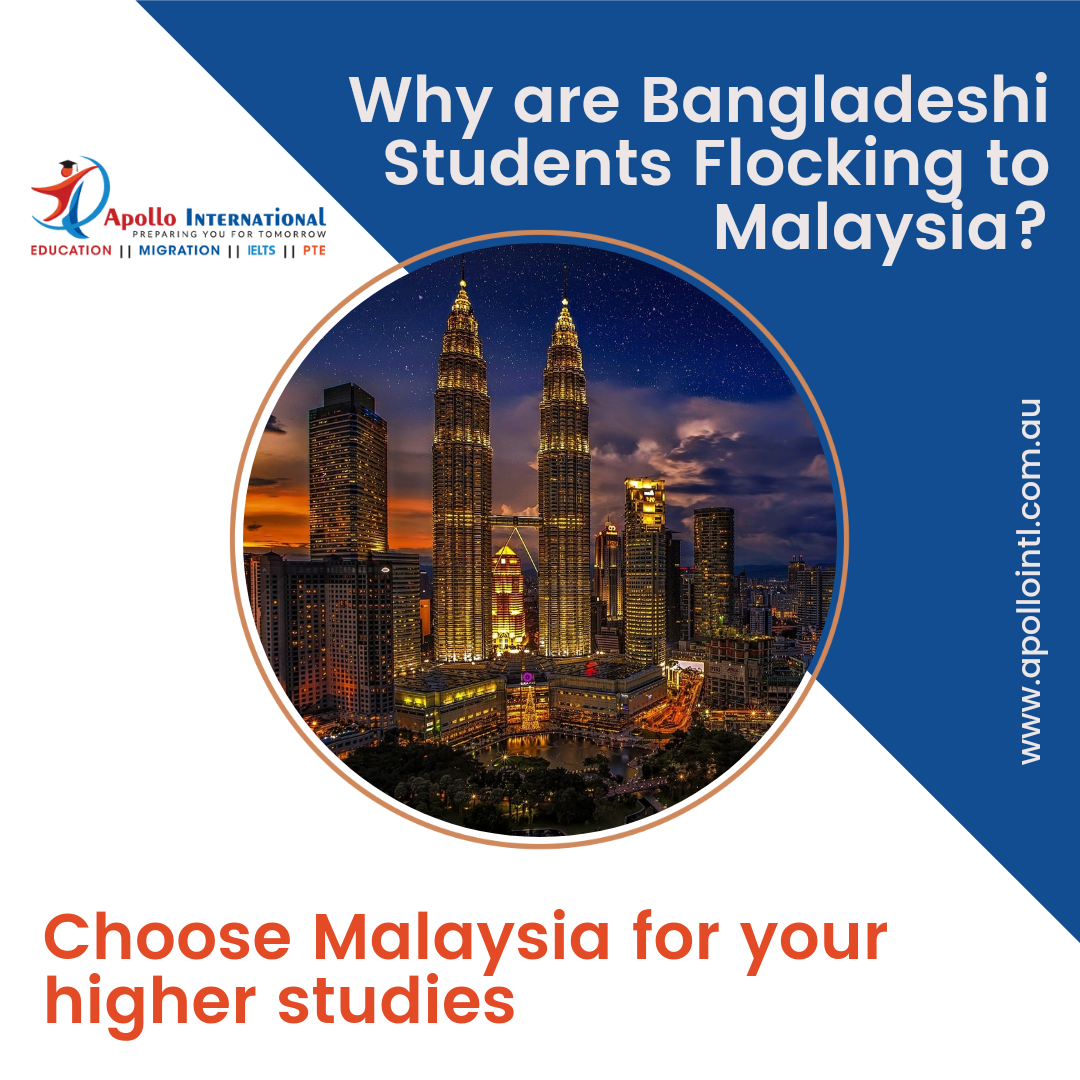 Why are Bangladeshi
Students Flocking to
Malaysia?
Apollo International
PREPARING YOU FOR TOMORROW
EDUCATION || MIGRATION || IELTS || PTE
www.apollointl.com.au
Choose Malaysia for your
higher studies